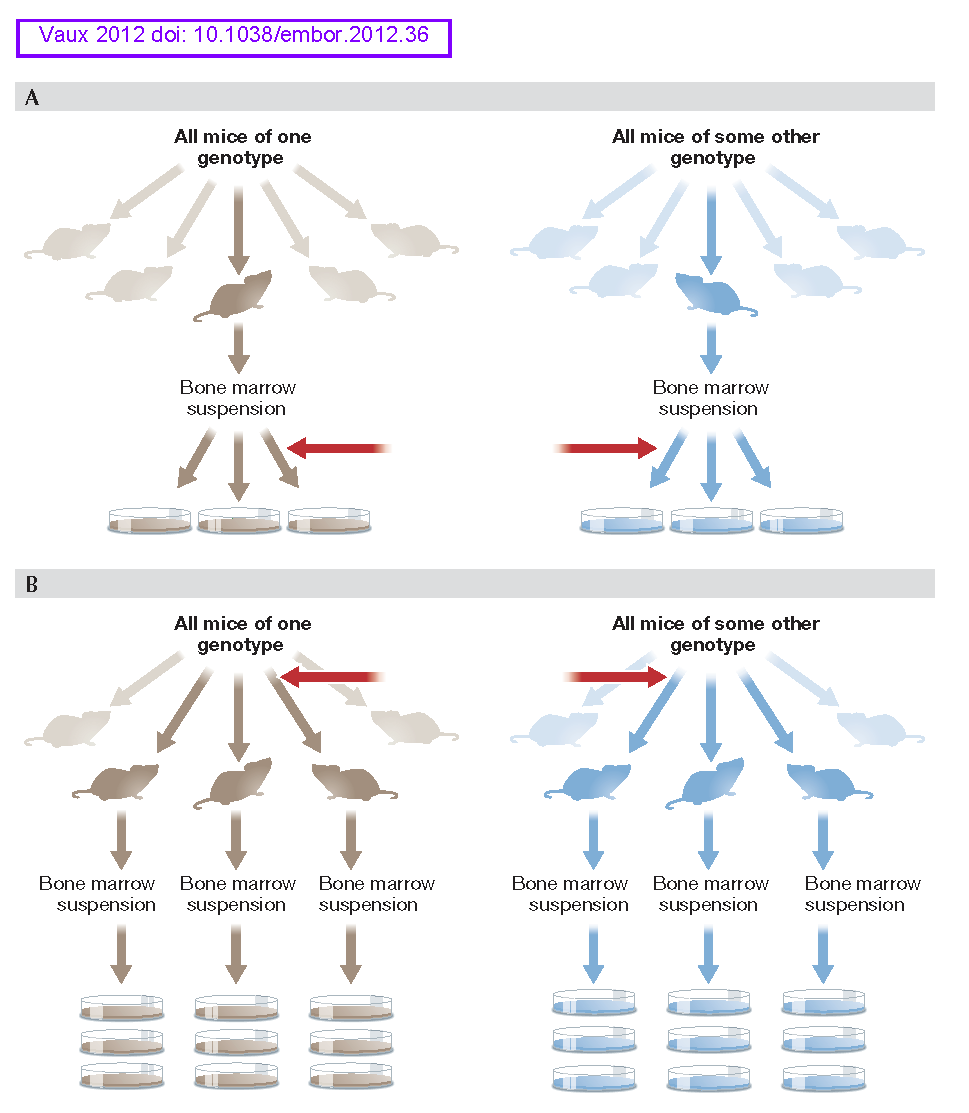 Vaux 2012 doi: 10.1038/embor.2012.36
A
All mice of one
genotype
All mice of some other
genotype
Bone marrow
suspension
Bone marrow
suspension
B
All mice of one
genotype
All mice of some other
genotype
Bone marrow
suspension
Bone marrow
suspension
Bone marrow
suspension
Bone marrow
suspension
Bone marrow
suspension
Bone marrow
suspension